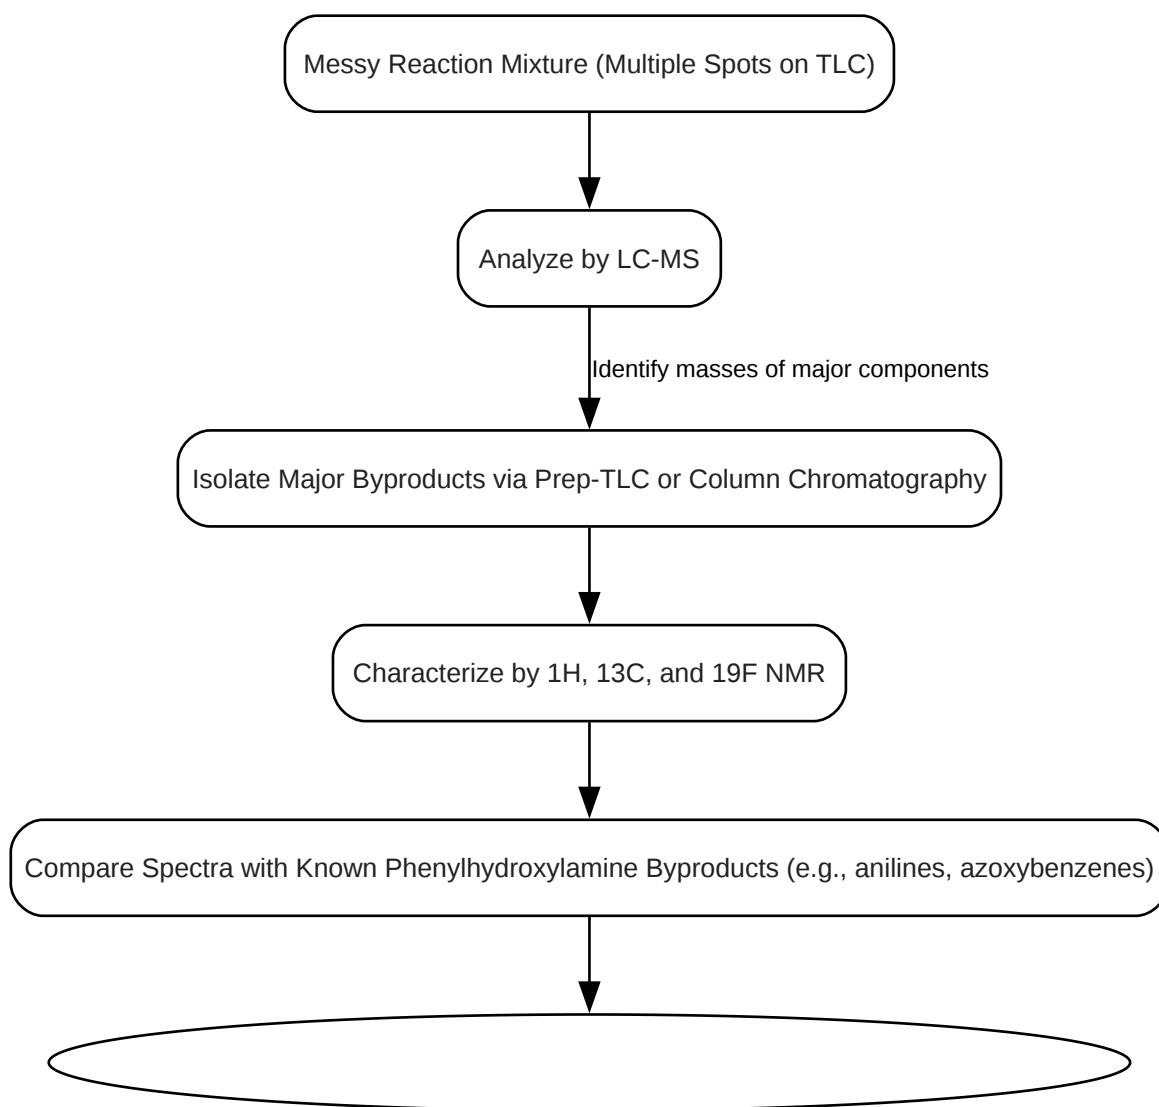 Messy Reaction Mixture (Multiple Spots on TLC)
Analyze by LC-MS
Identify masses of major components
Isolate Major Byproducts via Prep-TLC or Column Chromatography
Characterize by 1H, 13C, and 19F NMR
Compare Spectra with Known Phenylhydroxylamine Byproducts (e.g., anilines, azoxybenzenes)